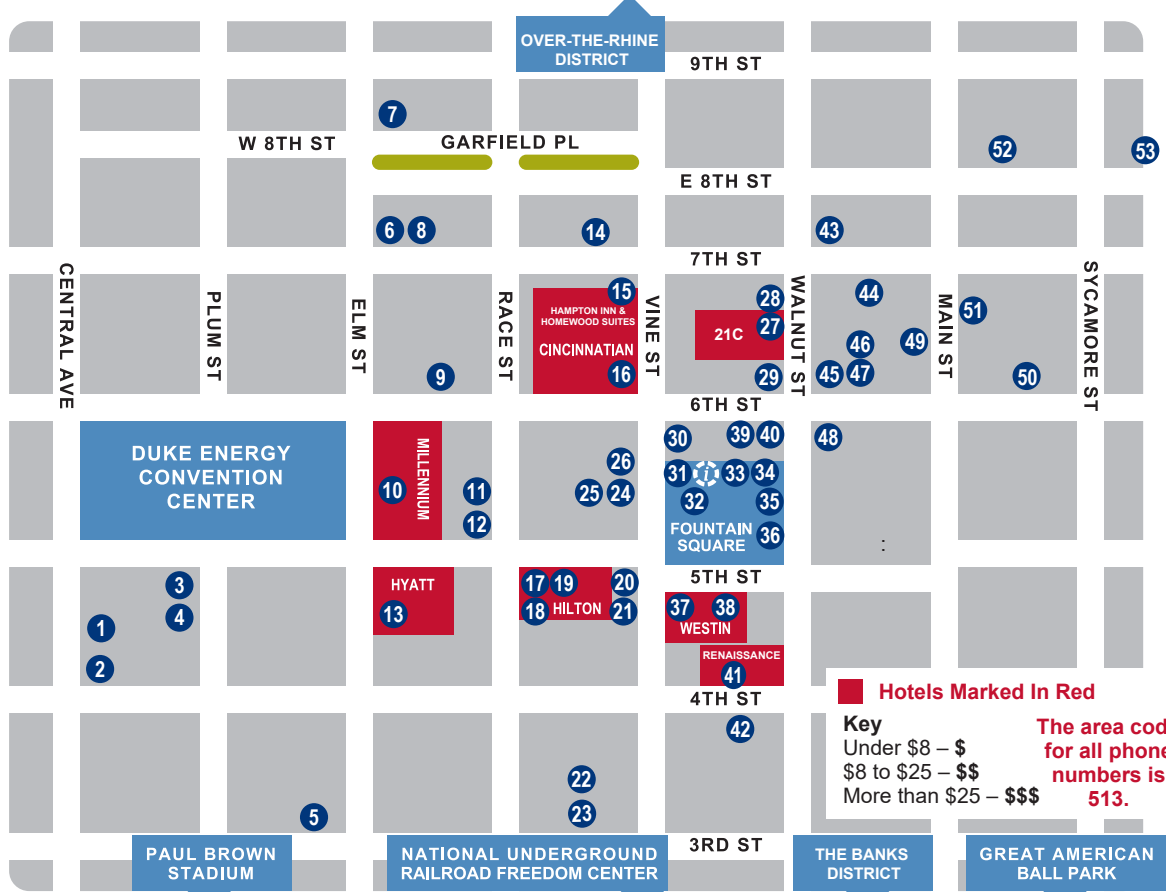 OVER-THE-RHINE
DISTRICT
9TH ST
7
W 8TH ST
GARFIELD PL
52
53
E 8TH ST
6
8
14
43
7TH ST
CENTRAL AVE
PLUM ST
ELM ST
RACE ST
VINE ST
WALNUT ST
MAIN ST
SYCAMORE ST
15
HAMPTON INN &
HOMEWOOD SUITES
CINCINNATIAN
16
28
21C
27
29
44
46
49
45
47
51
50
9
6TH ST
DUKE ENERGY
CONVENTION
CENTER
MILLENNIUM
10
11
12
26
25
24
30
39
40
48
31
i
33
34
32
35
FOUNTAIN
SQUARE
36
:
5TH ST
3
4
1
2
HYATT
13
17
19
20
18
HILTON
21
37
38
WESTIN
RENAISSANCE
41
4TH ST
42
22
23
5
Hotels Marked In Red
Key
Under $8 – $
$8 to $25 – $$
More than $25 – $$$
The area cod
for all phone
numbers is
513.
3RD ST
PAUL BROWN
STADIUM
NATIONAL UNDERGROUND
RAILROAD FREEDOM CENTER
THE BANKS
DISTRICT
GREAT AMERICAN
BALL PARK